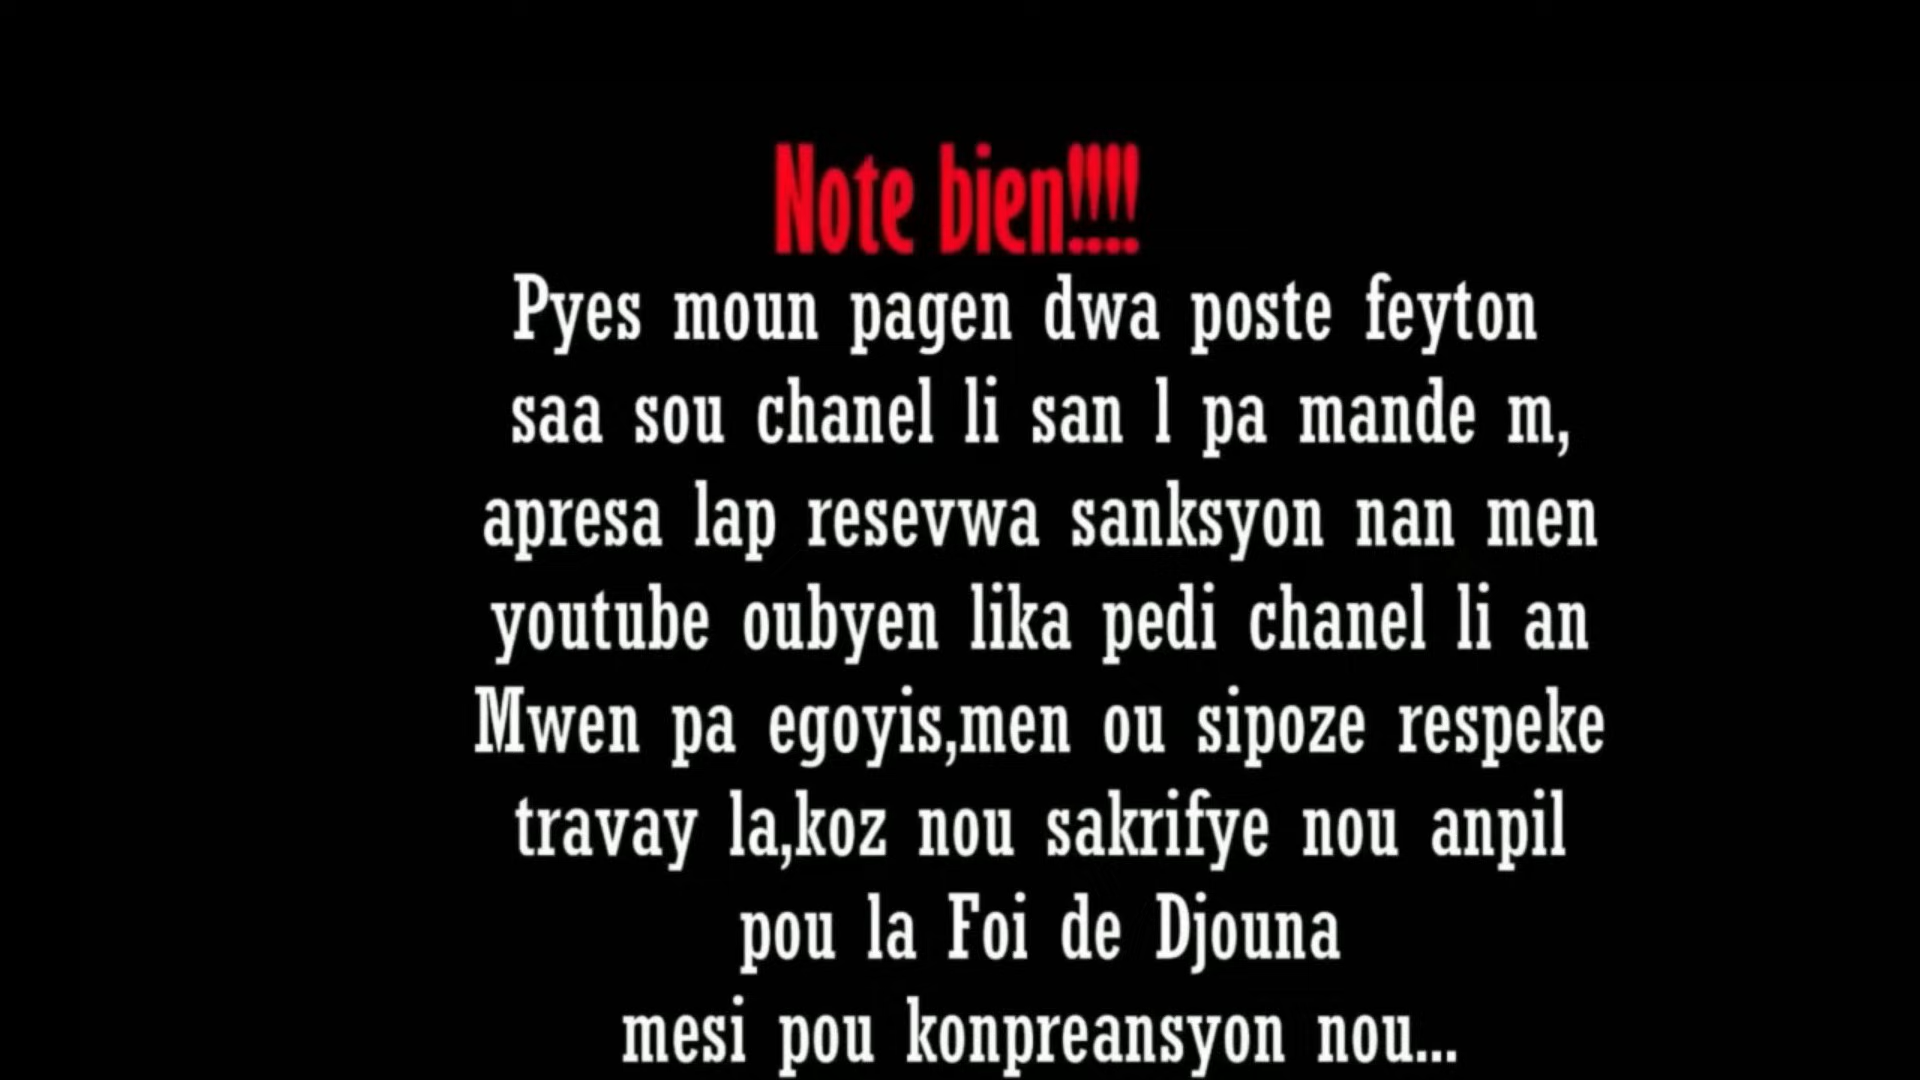 Note bien!!!!
Pyes moun pagen dwa poste feyton
saa sou chanel li san l pa mande m,
apresa lap resevwa sanksyon nan men
youtube oubyen lika pedi chanel li an
Mwen pa egoyis,men ou sipoze respeke
travay la,koz nou sakrifye nou anpil
pou la Foi de Djouna
mesi pou konpreansyon nou...